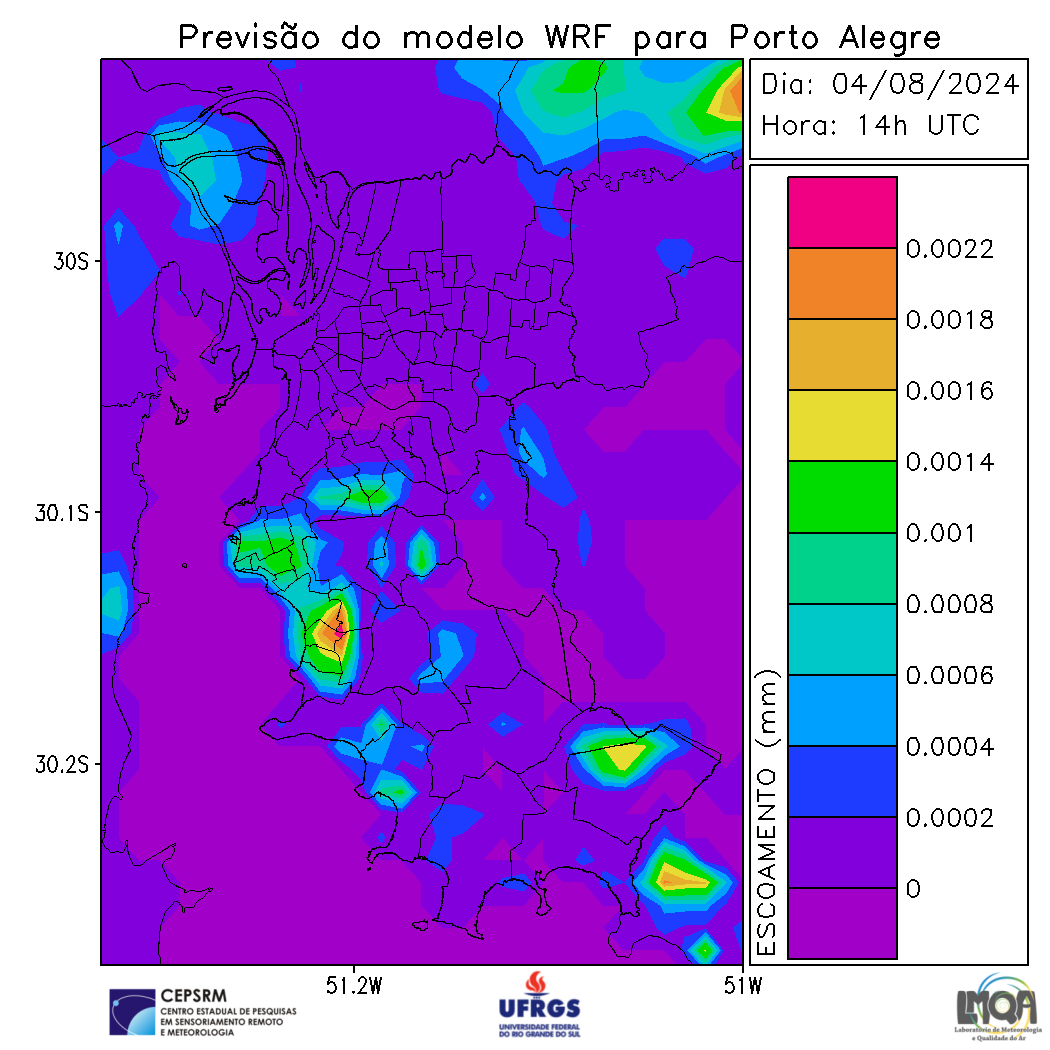 Previsão do modelo WRF para Porto Alegre
Dia: 04/08/2024
Hora: 14h UTC
30S
30.1S
30.2S
51.2W
51W
ESCOAMENTO (mm)
0.0022
0.0018
0.0016
0.0014
0.001
0.0008
0.0006
0.0004
0.0002
0
CEPSRM
CENTRO ESTADUAL DE PESQUISAS
EM SENSORIAMENTO REMOTO
E METEOROLOGIA
UFRGS
UNIVERSIDADE FEDERAL
DO RIO GRANDE DO SUL
LMQA
Laboratório de Meteorologia
e Qualidade do Ar